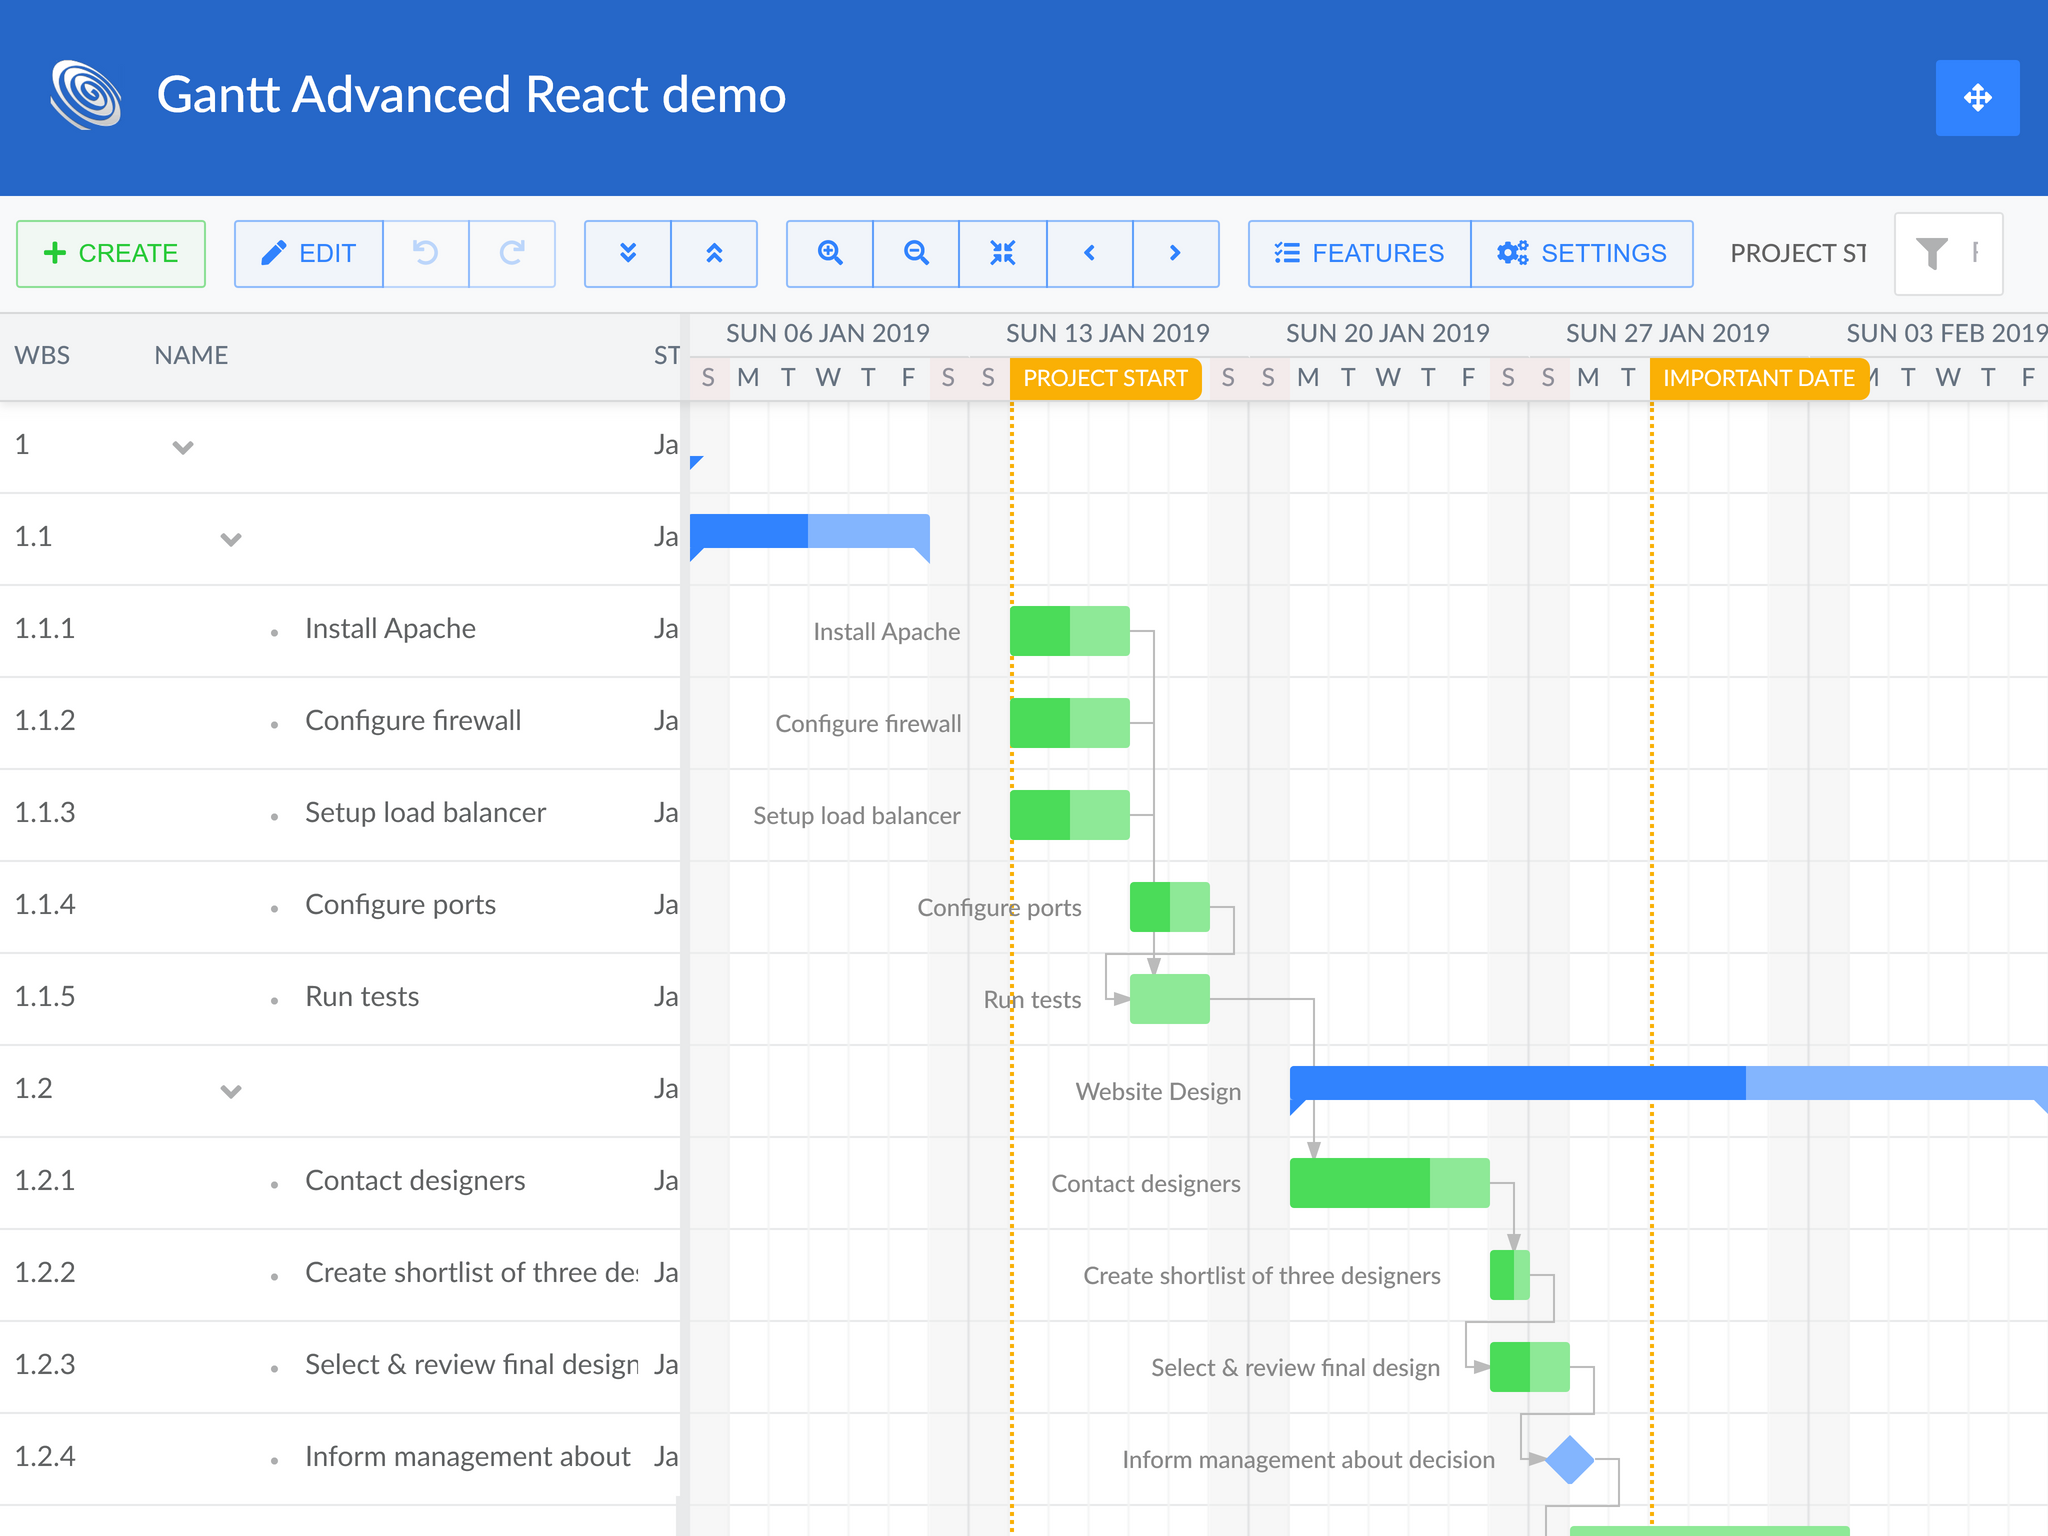 Gantt Advanced React demo
CREATE EDIT FEATURES SETTINGS PROJECT ST
WBS NAME ST
SUN 06 JAN 2019 SUN 13 JAN 2019 SUN 20 JAN 2019 SUN 27 JAN 2019 SUN 03 FEB 2019
S M T W T F S S PROJECT START S S M T W T F S S M T IMPORTANT DATE M T W T F
1 Ja
1.1 Ja
1.1.1 Install Apache Ja Install Apache
1.1.2 Configure firewall Ja Configure firewall
1.1.3 Setup load balancer Ja Setup load balancer
1.1.4 Configure ports Ja Configure ports
1.1.5 Run tests Ja Run tests
1.2 Ja Website Design
1.2.1 Contact designers Ja Contact designers
1.2.2 Create shortlist of three des Ja Create shortlist of three designers
1.2.3 Select & review final design Ja Select & review final design
1.2.4 Inform management about Ja Inform management about decision